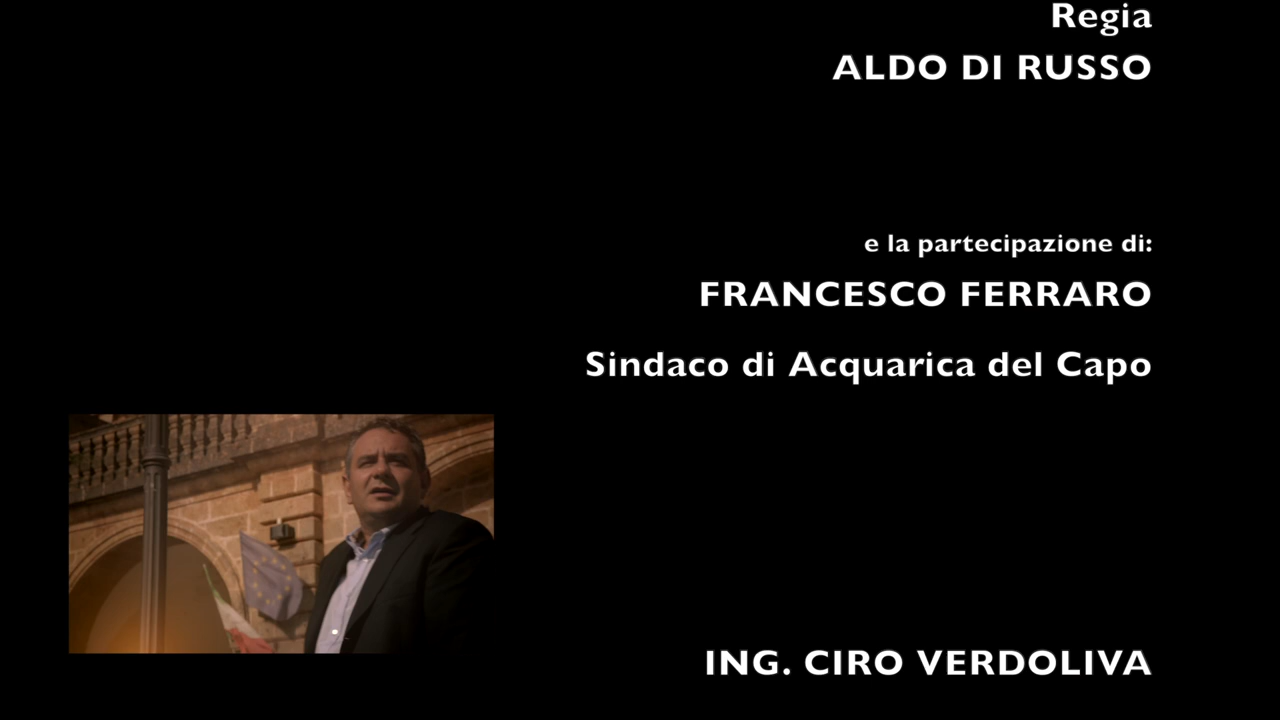 Regia
ALDO DI RUSSO
e la partecipazione di:
FRANCESCO FERRARO
Sindaco di Acquarica del Capo
ING. CIRO VERDOLIVA